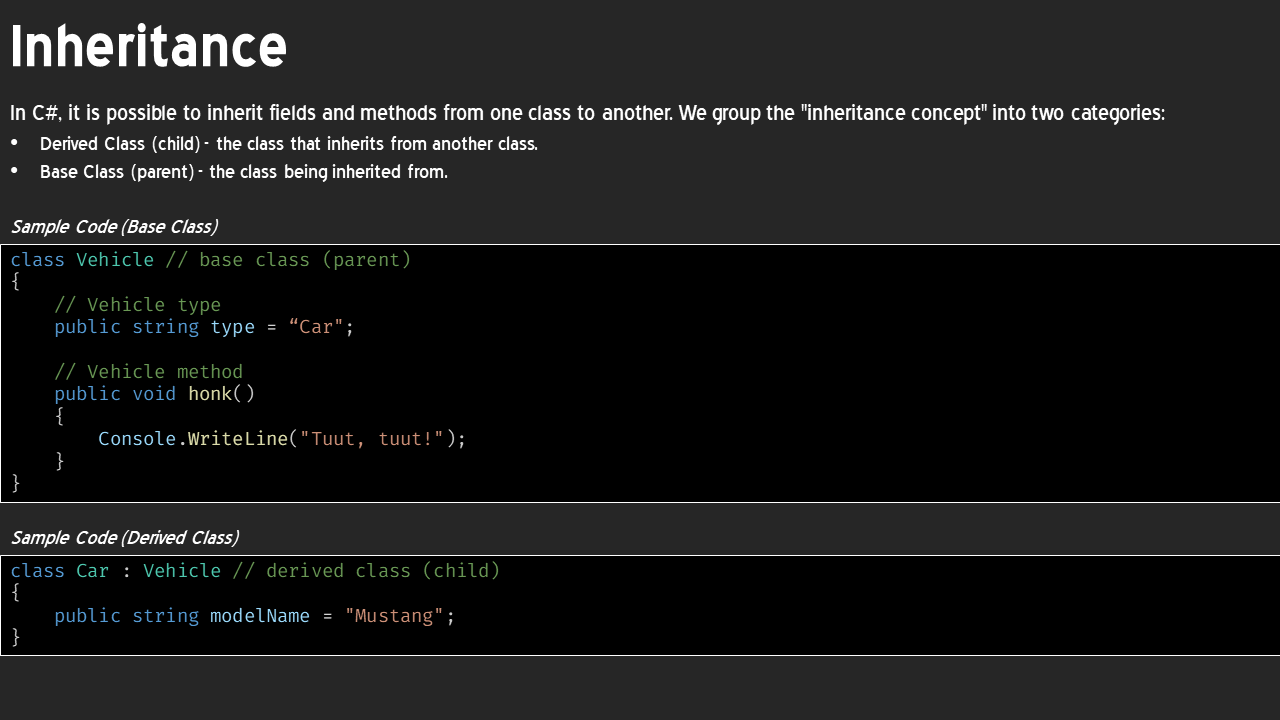 Inheritance
In C#, it is possible to inherit fields and methods from one class to another. We group the "inheritance concept" into two categories:
• Derived Class (child) - the class that inherits from another class.
• Base Class (parent) - the class being inherited from.
Sample Code (Base Class)
class Vehicle // base class (parent)
{
    // Vehicle type
    public string type = “Car";
    // Vehicle method
    public void honk()
    {
        Console.WriteLine("Tuut, tuut!");
    }
}
Sample Code (Derived Class)
class Car : Vehicle // derived class (child)
{
    public string modelName = "Mustang";
}